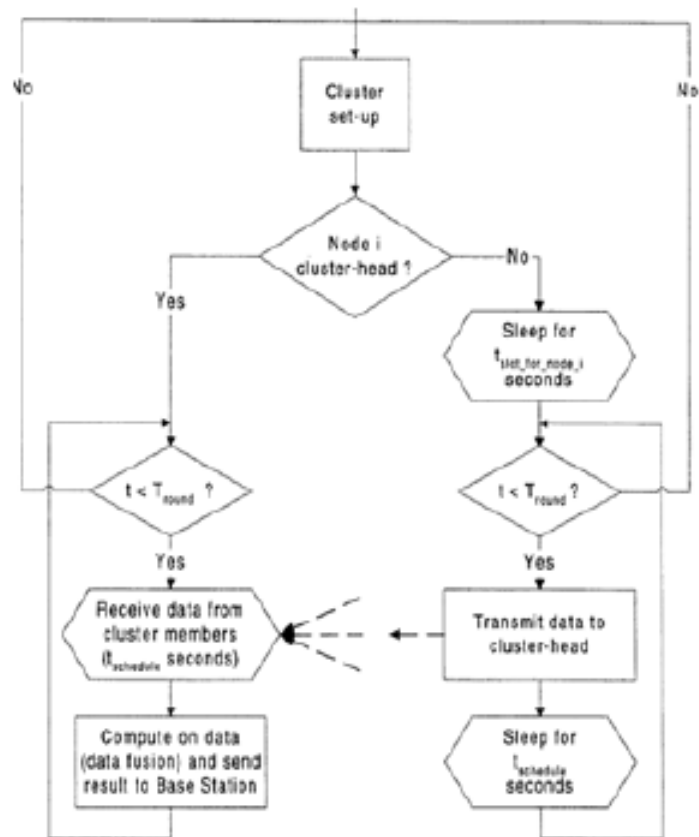 No
No
Cluster
set-up
Node i
cluster-head ?
No
Yes
Sleep for
t slot_for_node_i
seconds
t < T round ?
t < T round ?
Yes
Yes
Receive data from
cluster members
(t schedule seconds)
Transmit data to
cluster-head
Compute on data
(data fusion) and send
result to Base Station
Sleep for
t schedule
seconds